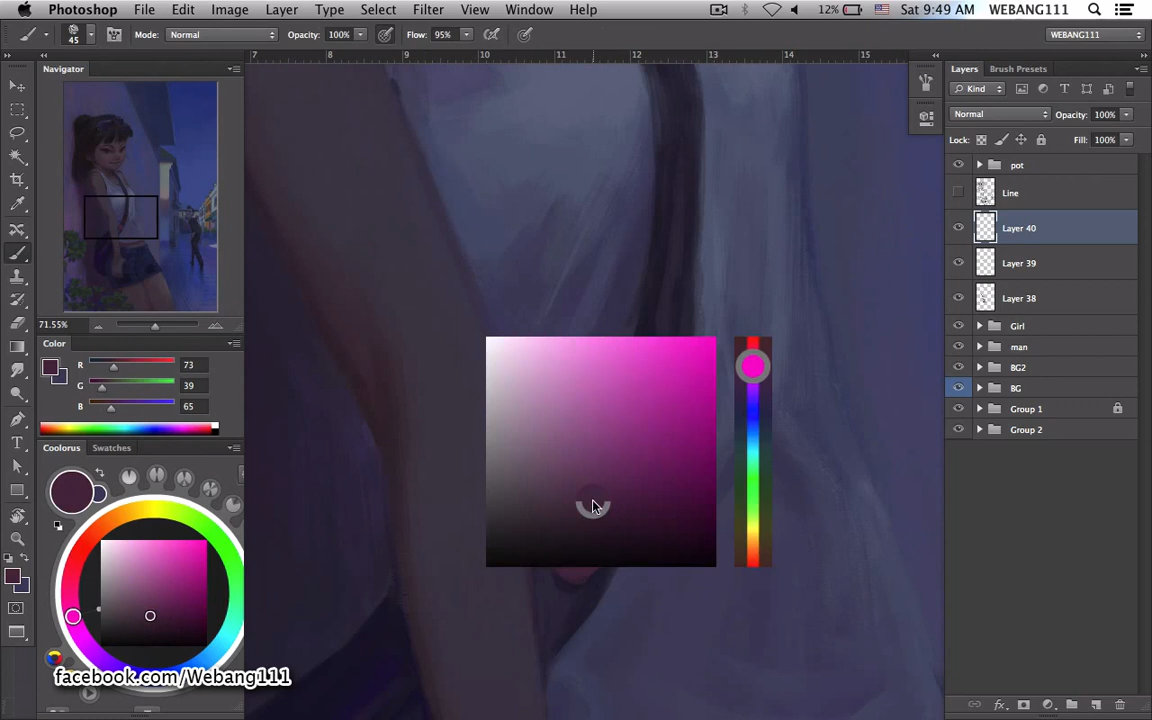 Photoshop File Edit Image Layer Type Select Filter View Window Help 12% Sat 9:49 AM WEBANG111
45 Mode: Normal Opacity: 100% Flow: 95% WEBANG111
7 8 9 10 11 12 13 14 15
Navigator
71.55%
Color
R 73
G 39
B 65
Coolorus Swatches
facebook.com/Webang111
Layers Brush Presets
Kind
Normal Opacity: 100%
Lock: Fill: 100%
pot
Line
Layer 40
Layer 39
Layer 38
Girl
man
BG2
BG
Group 1
Group 2